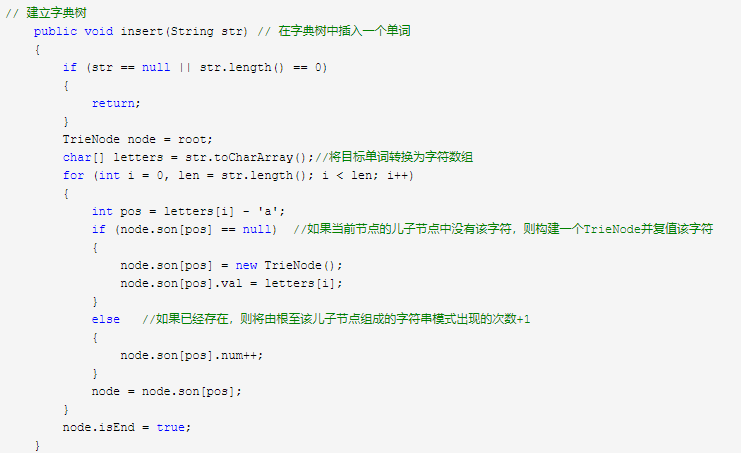 // 建立字典树
    public void insert(String str) // 在字典树中插入一个单词
    {
        if (str == null || str.length() == 0)
        {
            return;
        }
        TrieNode node = root;
        char[] letters = str.toCharArray();//将目标单词转换为字符数组
        for (int i = 0, len = str.length(); i < len; i++)
        {
            int pos = letters[i] - 'a';
            if (node.son[pos] == null)  //如果当前节点的儿子节点中没有该字符，则构建一个TrieNode并复值该字符
            {
                node.son[pos] = new TrieNode();
                node.son[pos].val = letters[i];
            }
            else   //如果已经存在，则将由根至该儿子节点组成的字符串模式出现的次数+1
            {
                node.son[pos].num++;
            }
            node = node.son[pos];
        }
        node.isEnd = true;
    }